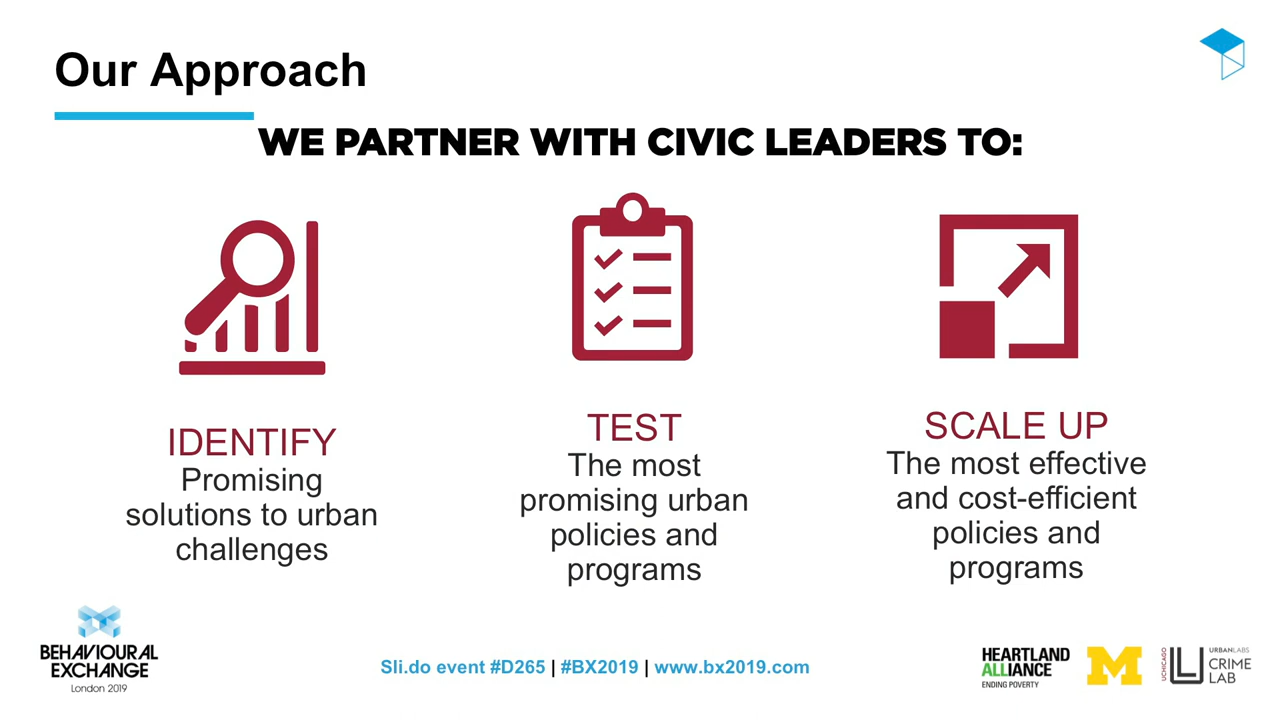 Our Approach
WE PARTNER WITH CIVIC LEADERS TO:
IDENTIFY
Promising
solutions to urban
challenges
TEST
The most
promising urban
policies and
programs
SCALE UP
The most effective
and cost-efficient
policies and
programs
BEHAVIOURAL
EXCHANGE
London 2019
Sli.do event #D265 | #BX2019 | www.bx2019.com
HEARTLAND
ALLIANCE
ENDING POVERTY
M
UCHICAGO
URBANLABS
CRIME
LAB